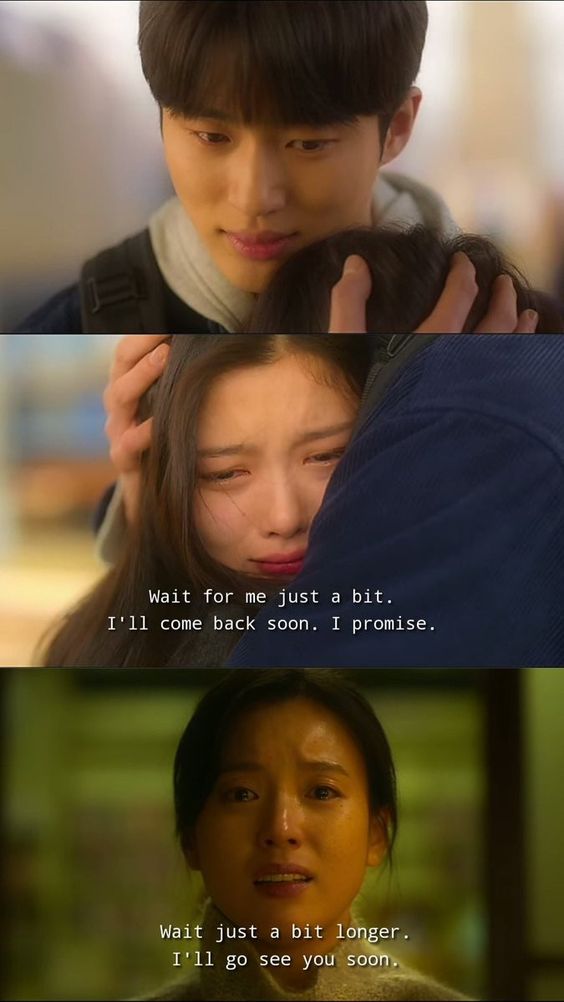 Wait for me just a bit.
I'll come back soon. I promise.
Wait just a bit longer.
I'll go see you soon.